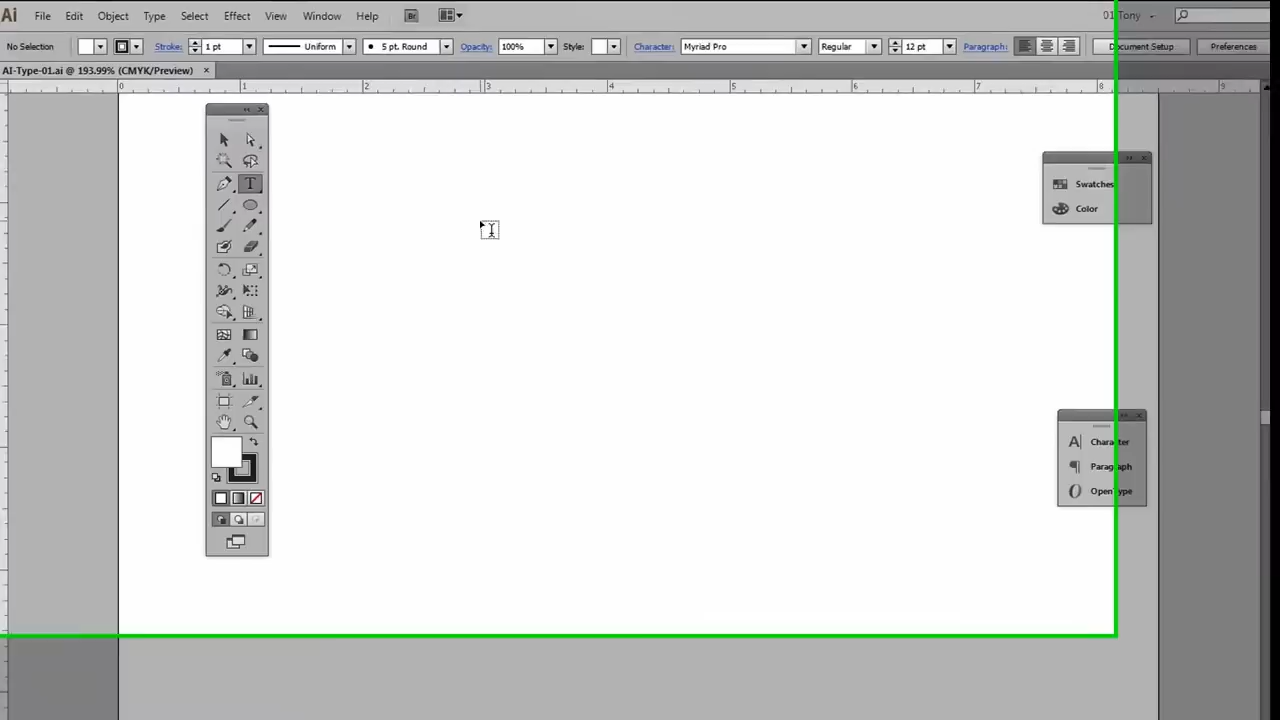 Ai File Edit Object Type Select Effect View Window Help Br 01 Tony
No Selection Stroke: 1 pt Uniform 5 pt. Round Opacity: 100% Style: Character: Myriad Pro Regular 12 pt Paragraph: Document Setup Preferences
AI-Type-01.ai @ 193.99% (CMYK/Preview) ×
0 1 2 3 4 5 6 7 8 9
T
Swatches
Color
A Character
Paragraph
O OpenType